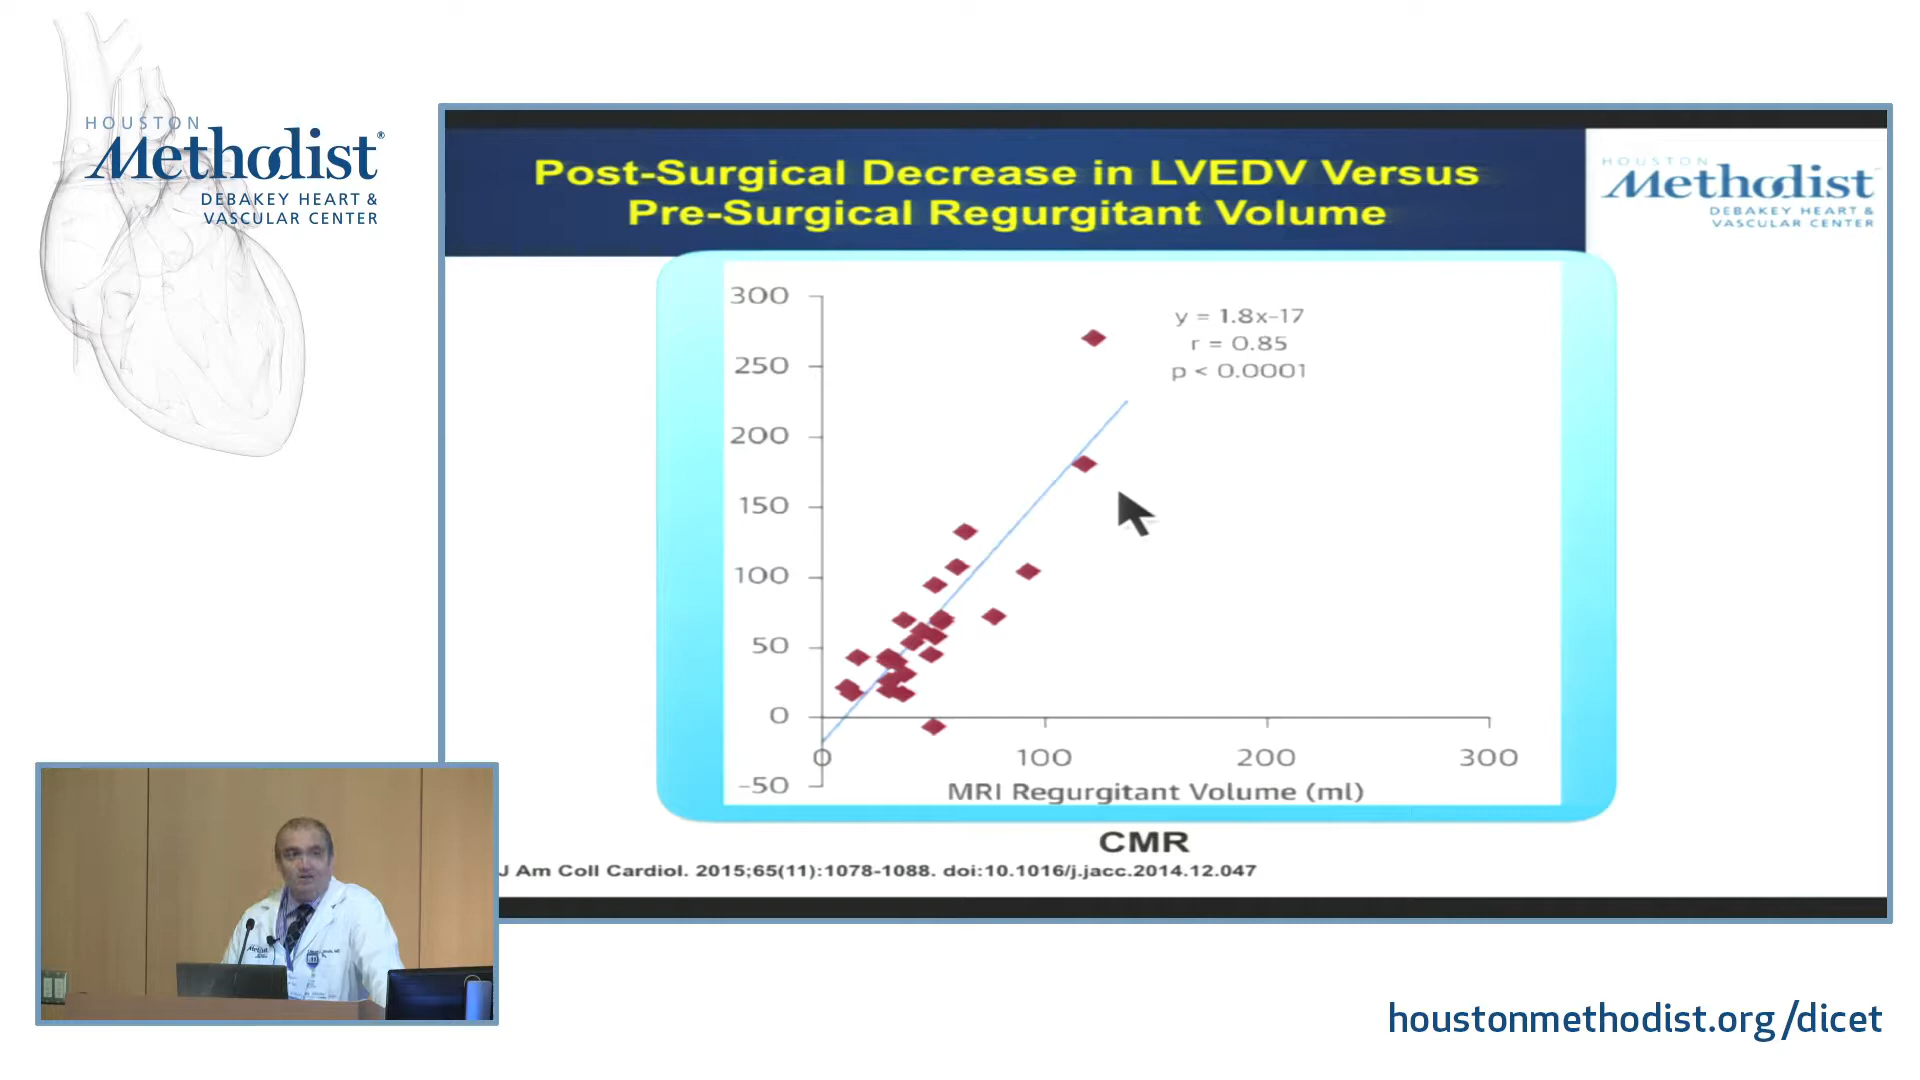 HOUSTON
Methodist®
DEBAKEY HEART &
VASCULAR CENTER
Post-Surgical Decrease in LVEDV Versus
Pre-Surgical Regurgitant Volume
HOUSTON
Methodist
DEBAKEY HEART &
VASCULAR CENTER
300
250
200
150
100
50
0
-50
y = 1.8x-17
r = 0.85
p < 0.0001
0 100 200 300
MRI Regurgitant Volume (ml)
CMR
J Am Coll Cardiol. 2015;65(11):1078-1088. doi:10.1016/j.jacc.2014.12.047
houstonmethodist.org/dicet